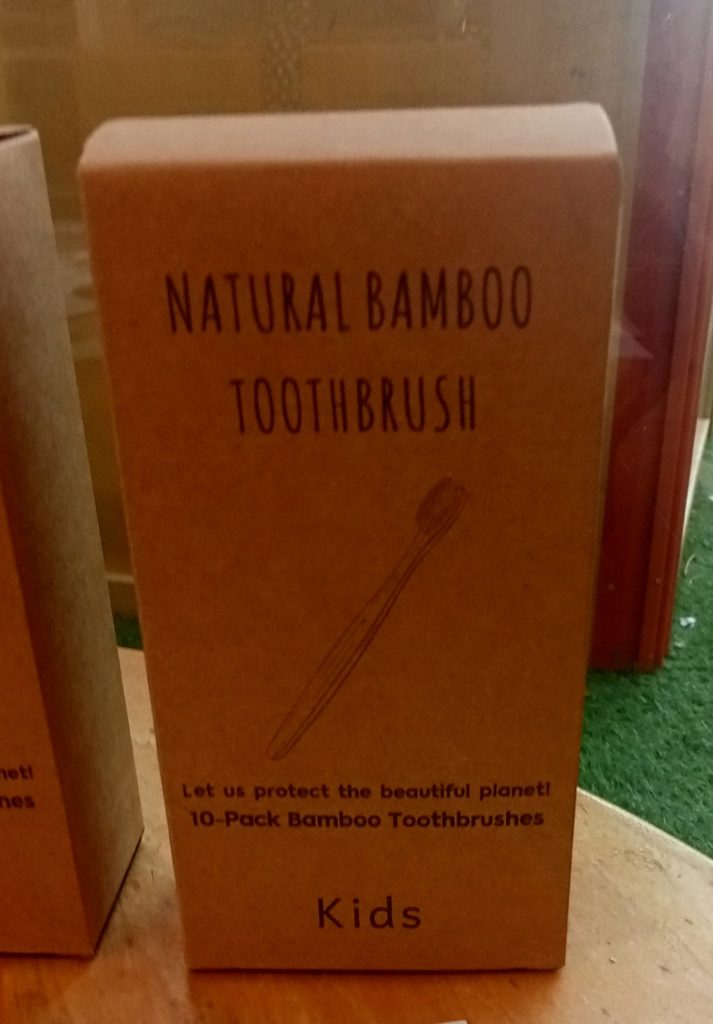 NATURAL BAMBOO
TOOTHBRUSH
Let us protect the beautiful planet!
10-Pack Bamboo Toothbrushes
Kids